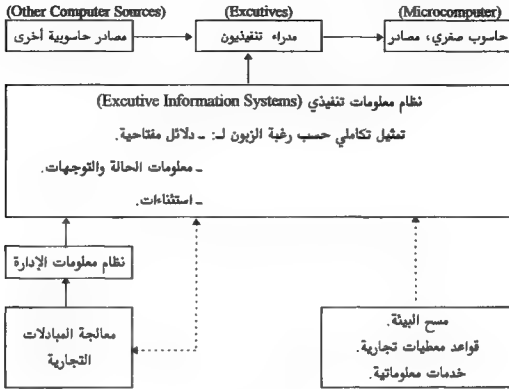 (Other Computer Sources) (Excutives) (Microcomputer)
مصادر حاسوبية أخرى
مدراء تنفيذيون
حاسوب صغري، مصادر
نظام معلومات تنفيذي (Excutive Information Systems)
تمثيل تكاملي حسب رغبة الزبون لـ: ـ دلائل مفتاحية.
ـ معلومات الحالة والتوجهات.
ـ استثناءات.
نظام معلومات الإدارة
معالجة المبادلات
التجارية
مسح البيئة.
قواعد معطيات تجارية.
خدمات معلوماتية.